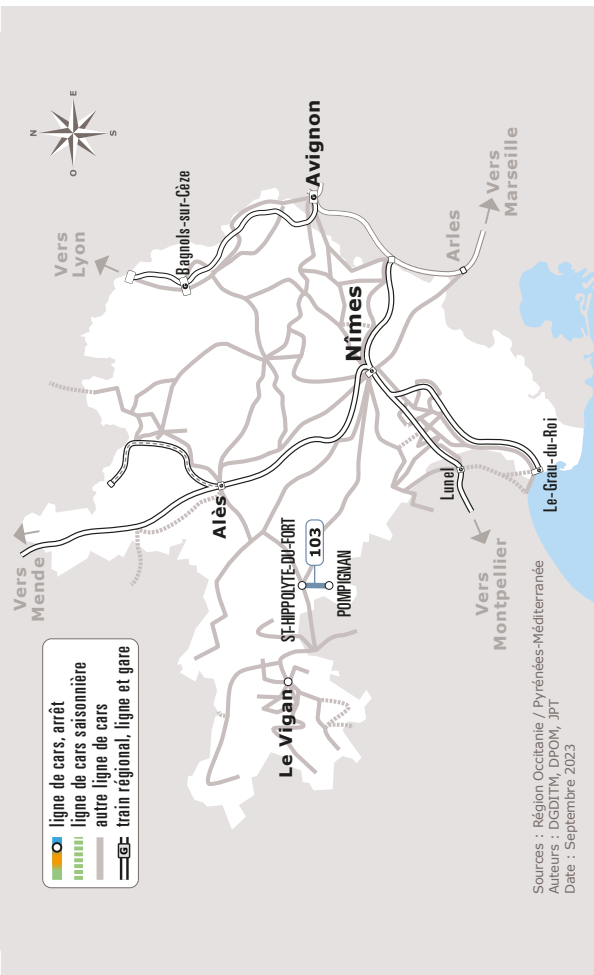 N
E
S
O
Vers
Lyon
Bagnols-sur-Cèze
G
Avignon
G
Vers
Marseille
Arles
Nîmes
Vers
Mende
Alès
Lunel
Le-Grau-du-Roi
ST-HIPPOLYTE-DU-FORT
103
POMPIGNAN
Vers
Montpellier
Le Vigan
ligne de cars, arrêt
ligne de cars saisonnière
autre ligne de cars
G
train régional, ligne et gare
Sources : Région Occitanie / Pyrénées-Méditerranée
Auteurs : DGDITM, DPOM, JPT
Date : Septembre 2023